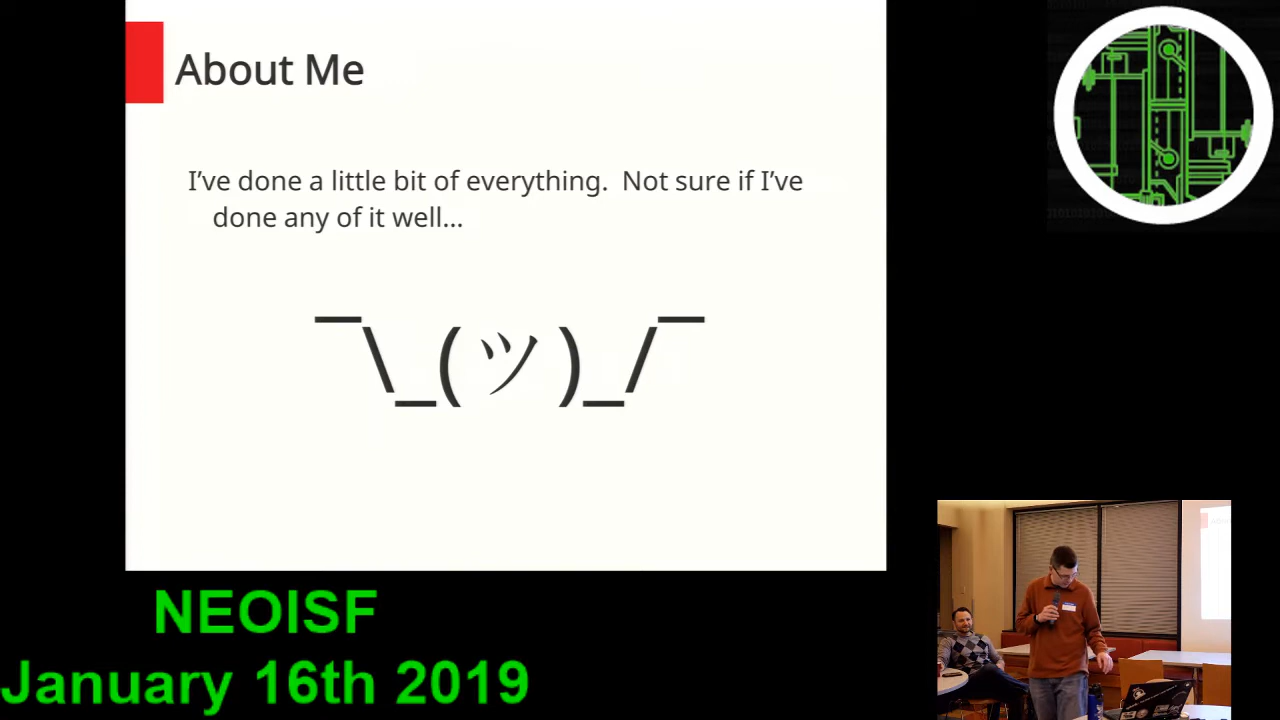 About Me
I’ve done a little bit of everything.  Not sure if I’ve
done any of it well...
¯\_(ツ)_/¯
NEOISF
January 16th 2019